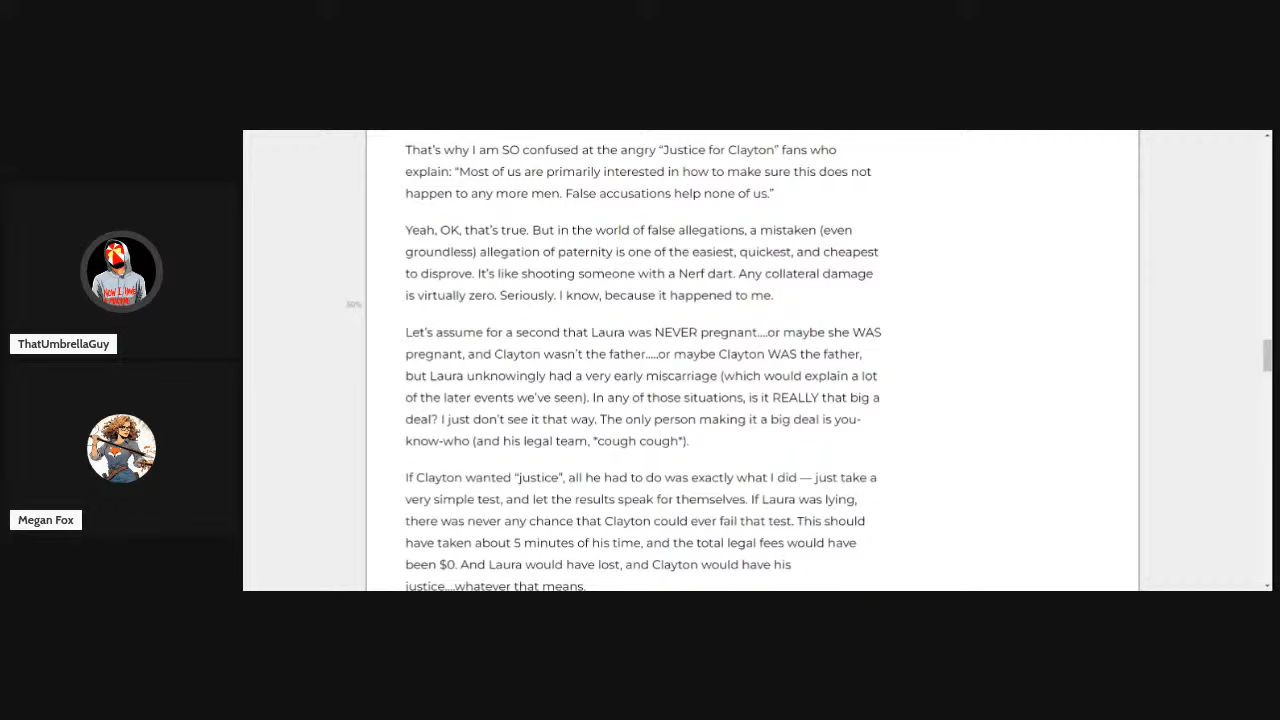 That's why I am SO confused at the angry “Justice for Clayton” fans who
explain: “Most of us are primarily interested in how to make sure this does not
happen to any more men. False accusations help none of us.”
Yeah, OK, that's true. But in the world of false allegations, a mistaken (even
groundless) allegation of paternity is one of the easiest, quickest, and cheapest
to disprove. It's like shooting someone with a Nerf dart. Any collateral damage
is virtually zero. Seriously. I know, because it happened to me.
50%
Let's assume for a second that Laura was NEVER pregnant....or maybe she WAS
pregnant, and Clayton wasn't the father.....or maybe Clayton WAS the father,
but Laura unknowingly had a very early miscarriage (which would explain a lot
of the later events we've seen). In any of those situations, is it REALLY that big a
deal? I just don't see it that way. The only person making it a big deal is you-
know-who (and his legal team, *cough cough*).
If Clayton wanted “justice”, all he had to do was exactly what I did — just take a
very simple test, and let the results speak for themselves. If Laura was lying,
there was never any chance that Clayton could ever fail that test. This should
have taken about 5 minutes of his time, and the total legal fees would have
been $0. And Laura would have lost, and Clayton would have his
justice....whatever that means.
NOW I HAVE
ThatUmbrellaGuy
Megan Fox